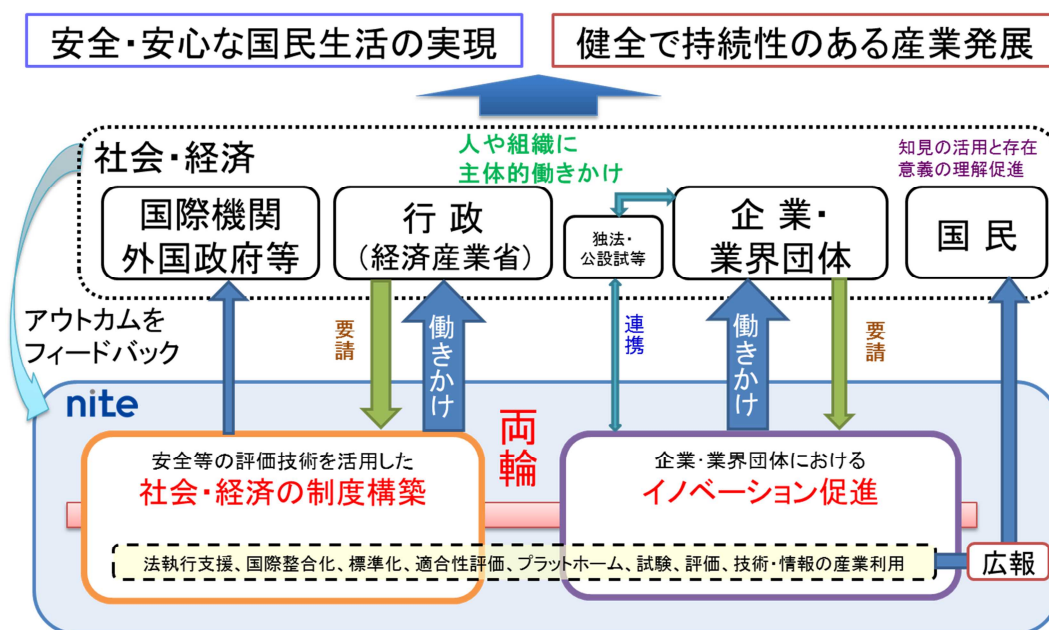 安全・安心な国民生活の実現
健全で持続性のある産業発展
社会・経済
人や組織に
主体的働きかけ
知見の活用と存在
意義の理解促進
国際機関
外国政府等
行政
(経済産業省)
独法・
公設試等
企業・
業界団体
国民
アウトカムを
フィードバック
要請
働きかけ
連携
働きかけ
要請
nite
両輪
安全等の評価技術を活用した
社会・経済の制度構築
企業・業界団体における
イノベーション促進
法執行支援、国際整合化、標準化、適合性評価、プラットホーム、試験、評価、技術・情報の産業利用
広報